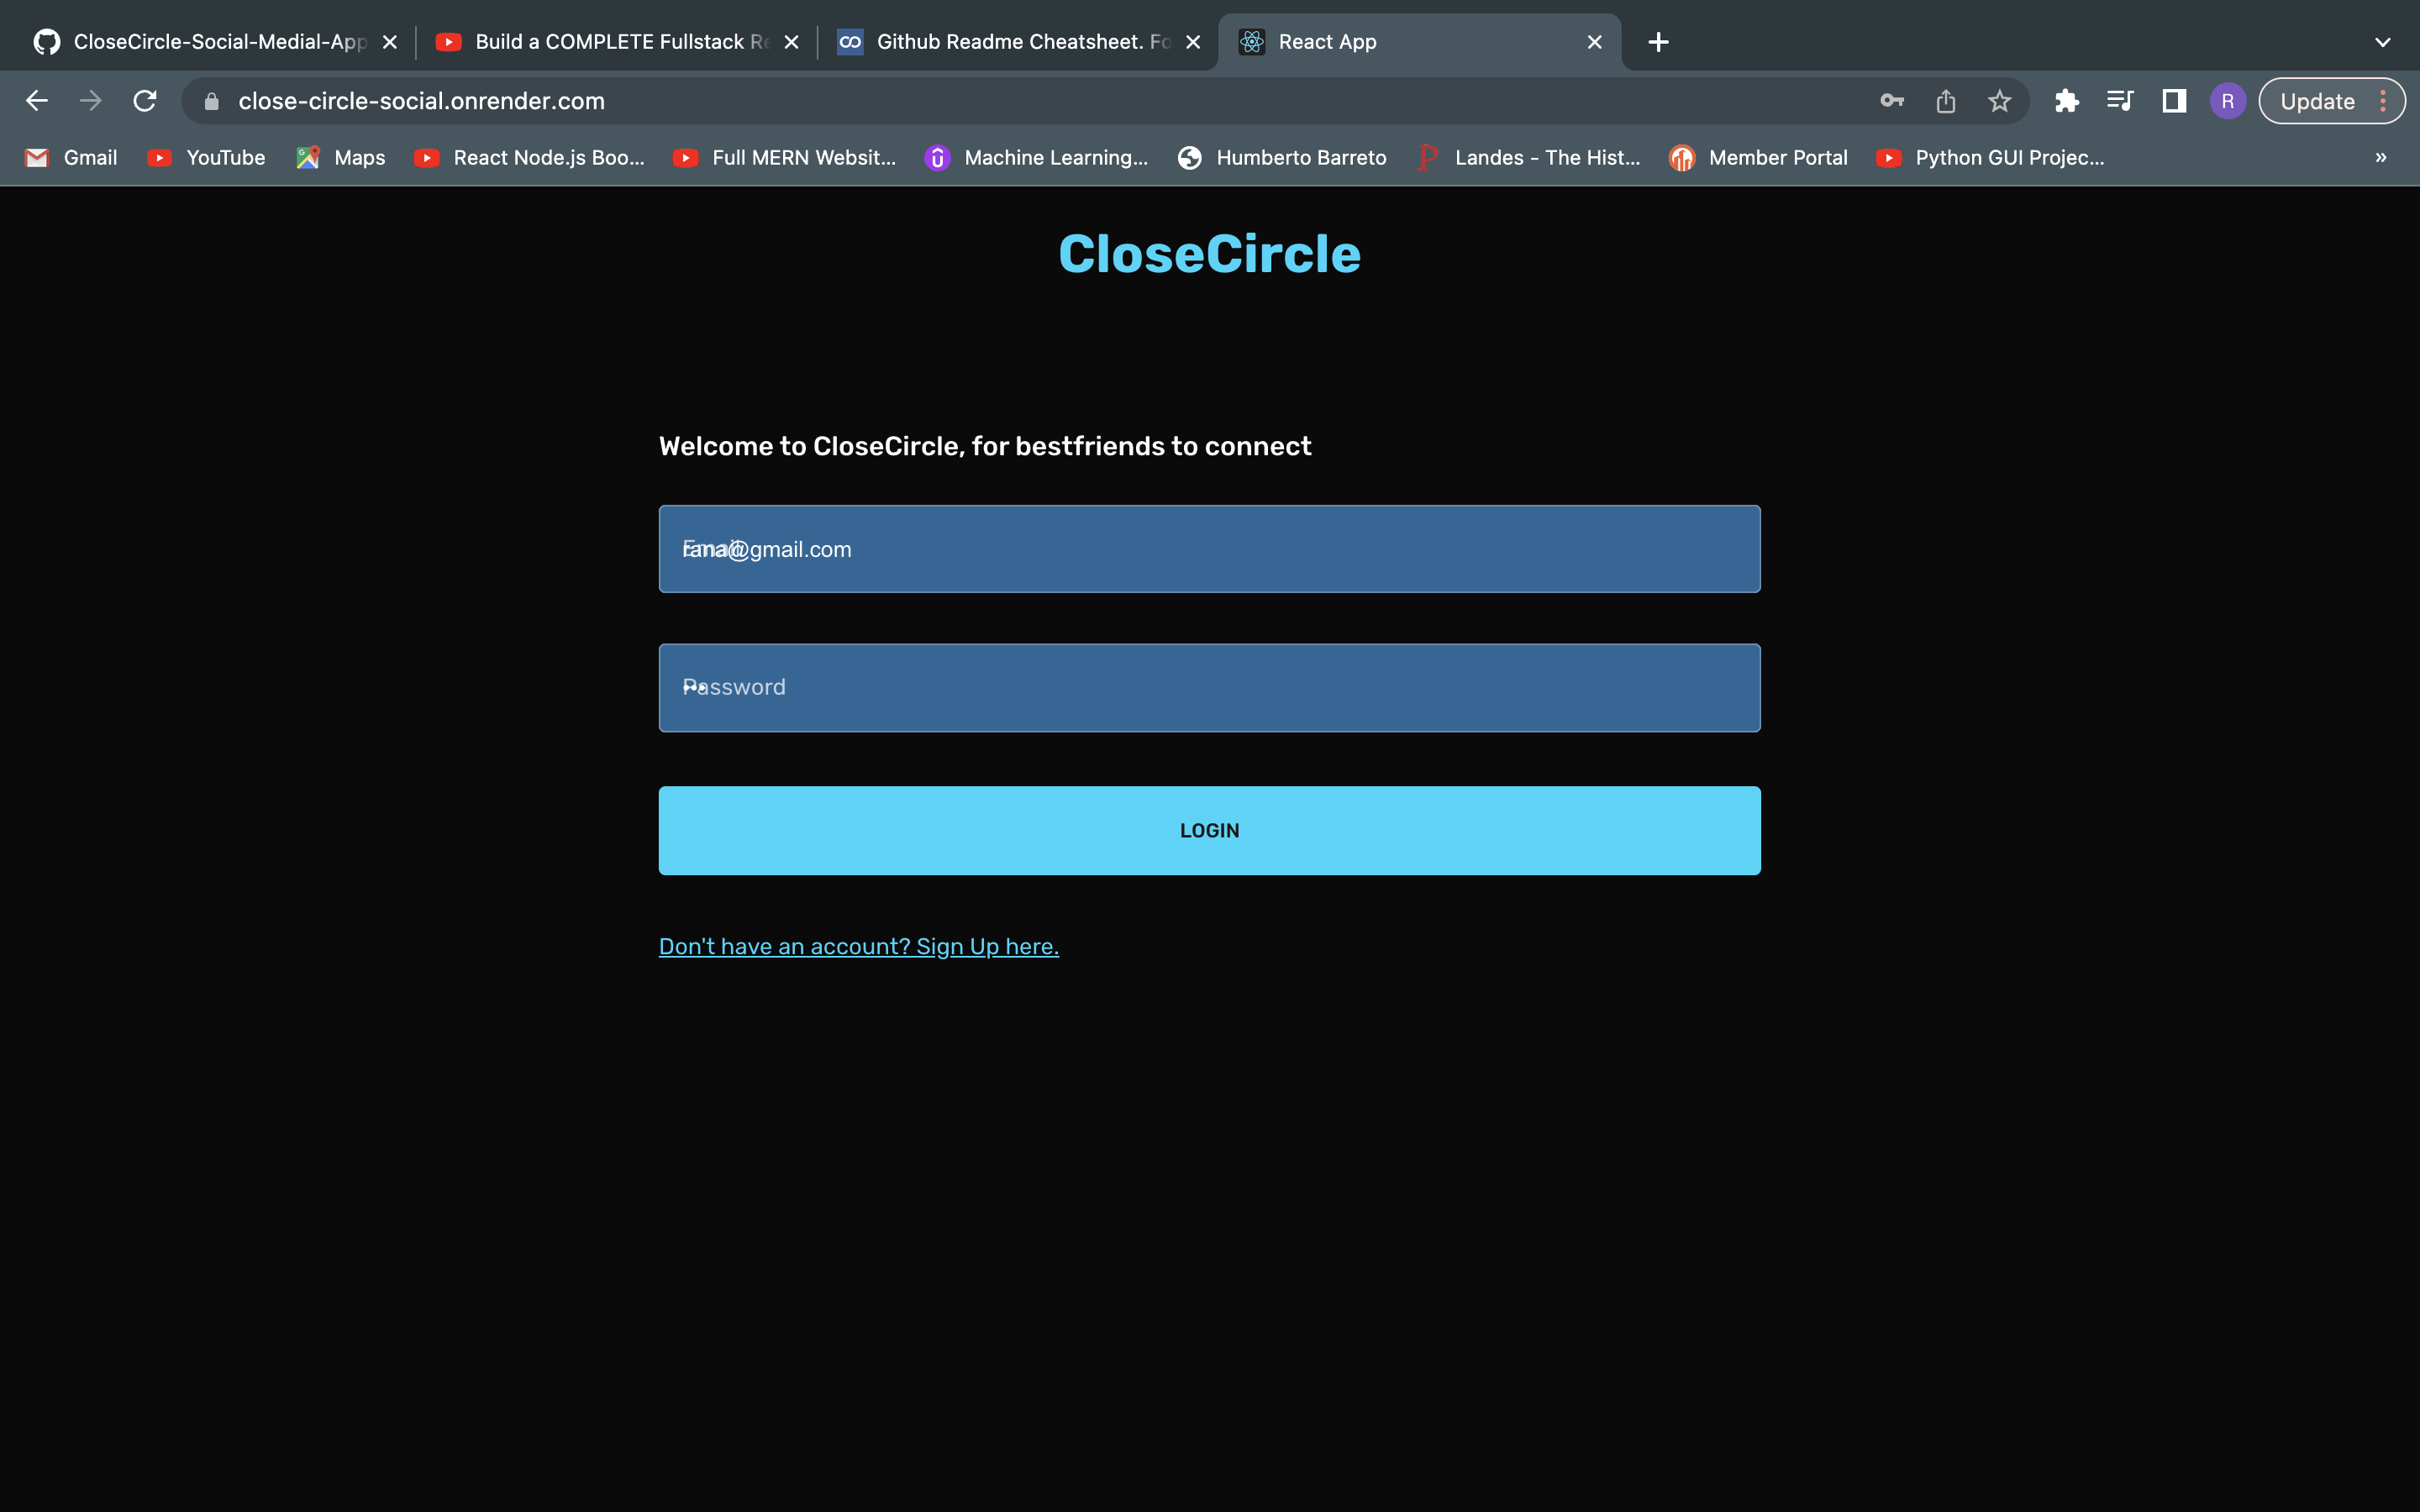 CloseCircle-Social-Medial-App
Build a COMPLETE Fullstack Re
Github Readme Cheatsheet. Fo
React App
close-circle-social.onrender.com
R
Update
Gmail
YouTube
Maps
React Node.js Boo...
Full MERN Websit...
Machine Learning...
Humberto Barreto
Landes - The Hist...
Member Portal
Python GUI Projec...
CloseCircle
Welcome to CloseCircle, for bestfriends to connect
Email
rana@gmail.com
Password
LOGIN
Don't have an account? Sign Up here.